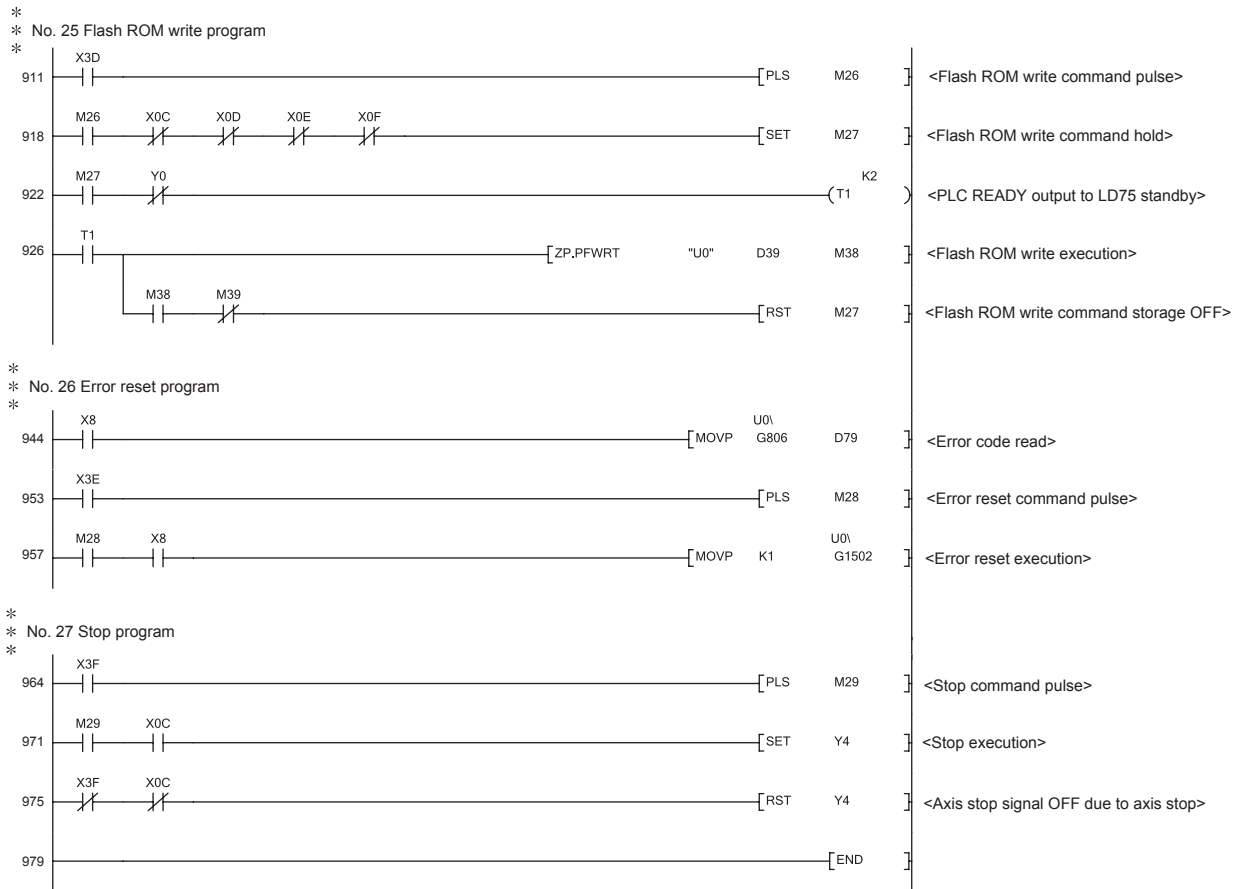 *
* No. 25 Flash ROM write program
*
X3D
911 PLS M26 <Flash ROM write command pulse>
M26 X0C X0D X0E X0F
918 SET M27 <Flash ROM write command hold>
M27 Y0 K2
922 T1 <PLC READY output to LD75 standby>
T1
926 ZP.PFWRT "U0" D39 M38 <Flash ROM write execution>
M38 M39
RST M27 <Flash ROM write command storage OFF>
*
* No. 26 Error reset program
*
X8 U0\
944 MOVP G806 D79 <Error code read>
X3E
953 PLS M28 <Error reset command pulse>
M28 X8 U0\
957 MOVP K1 G1502 <Error reset execution>
*
* No. 27 Stop program
*
X3F
964 PLS M29 <Stop command pulse>
M29 X0C
971 SET Y4 <Stop execution>
X3F X0C
975 RST Y4 <Axis stop signal OFF due to axis stop>
979 END